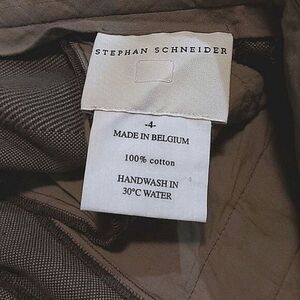 STEPHAN SCHNEIDER
-4-
MADE IN BELGIUM
100% cotton
HANDWASH IN
30°C WATER